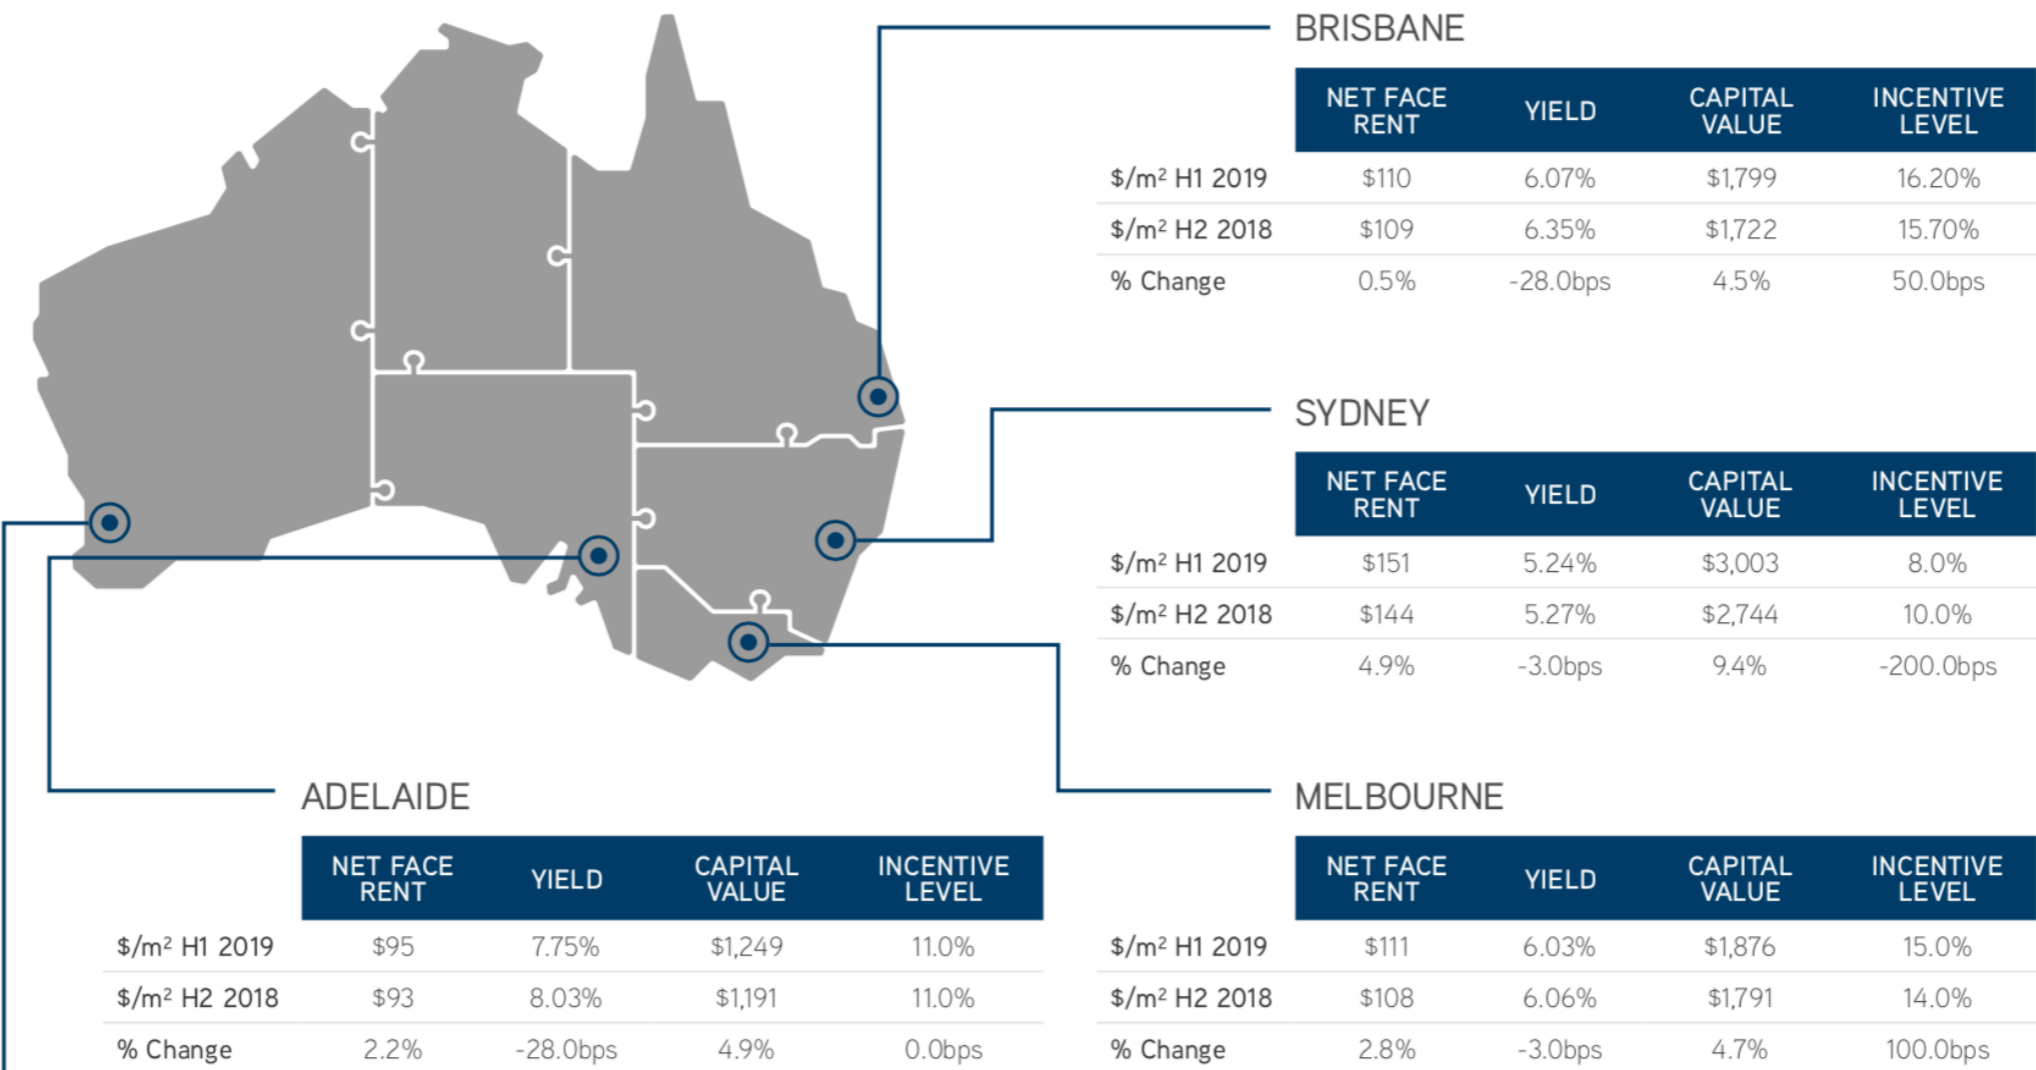 BRISBANE
NET FACE RENT YIELD CAPITAL VALUE INCENTIVE LEVEL
$/m² H1 2019 $110 6.07% $1,799 16.20%
$/m² H2 2018 $109 6.35% $1,722 15.70%
% Change 0.5% -28.0bps 4.5% 50.0bps
SYDNEY
NET FACE RENT YIELD CAPITAL VALUE INCENTIVE LEVEL
$/m² H1 2019 $151 5.24% $3,003 8.0%
$/m² H2 2018 $144 5.27% $2,744 10.0%
% Change 4.9% -3.0bps 9.4% -200.0bps
ADELAIDE
NET FACE RENT YIELD CAPITAL VALUE INCENTIVE LEVEL
$/m² H1 2019 $95 7.75% $1,249 11.0%
$/m² H2 2018 $93 8.03% $1,191 11.0%
% Change 2.2% -28.0bps 4.9% 0.0bps
MELBOURNE
NET FACE RENT YIELD CAPITAL VALUE INCENTIVE LEVEL
$/m² H1 2019 $111 6.03% $1,876 15.0%
$/m² H2 2018 $108 6.06% $1,791 14.0%
% Change 2.8% -3.0bps 4.7% 100.0bps